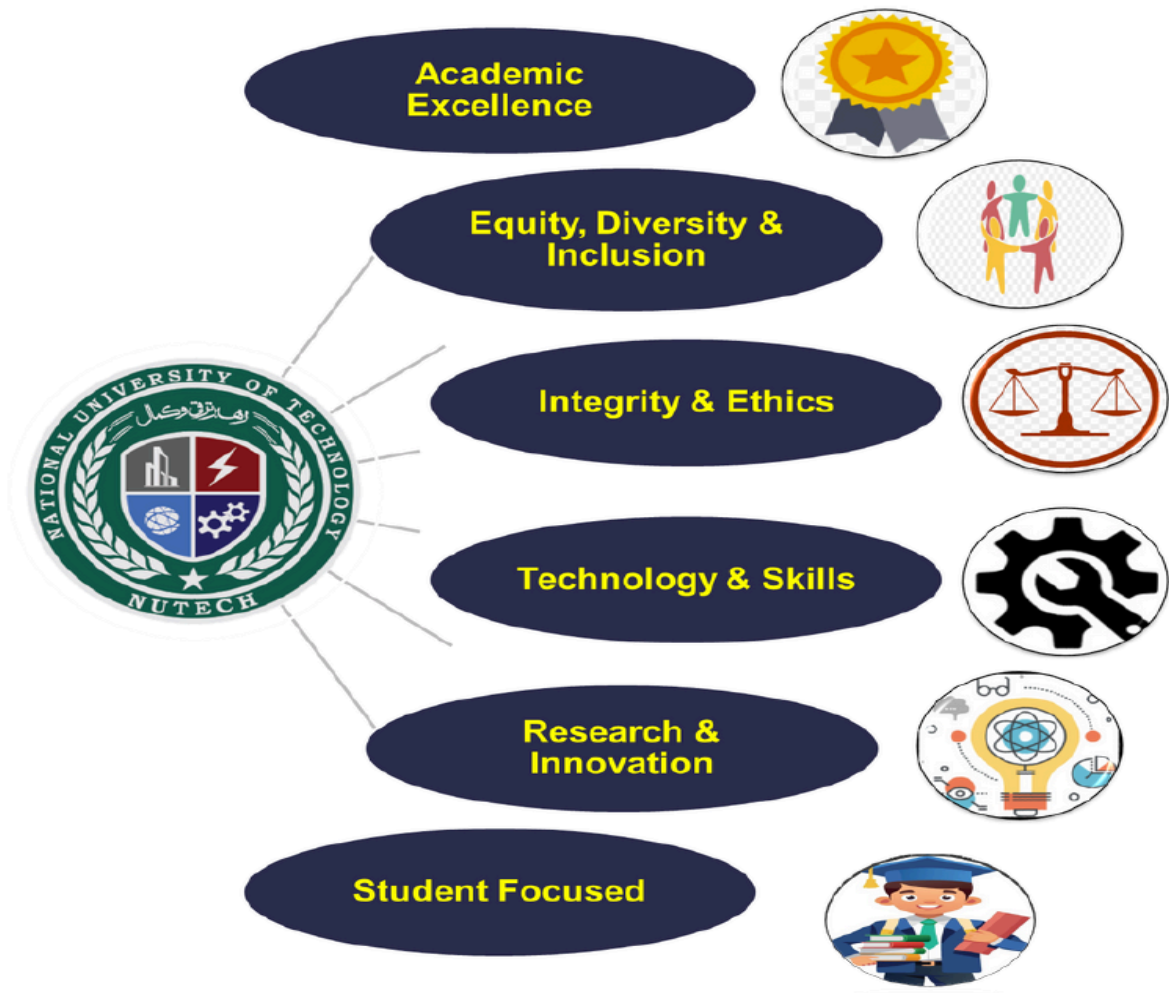 Academic
Excellence
Equity, Diversity &
Inclusion
Integrity & Ethics
NATIONAL UNIVERSITY OF TECHNOLOGY
NUTECH
Technology & Skills
Research &
Innovation
Student Focused